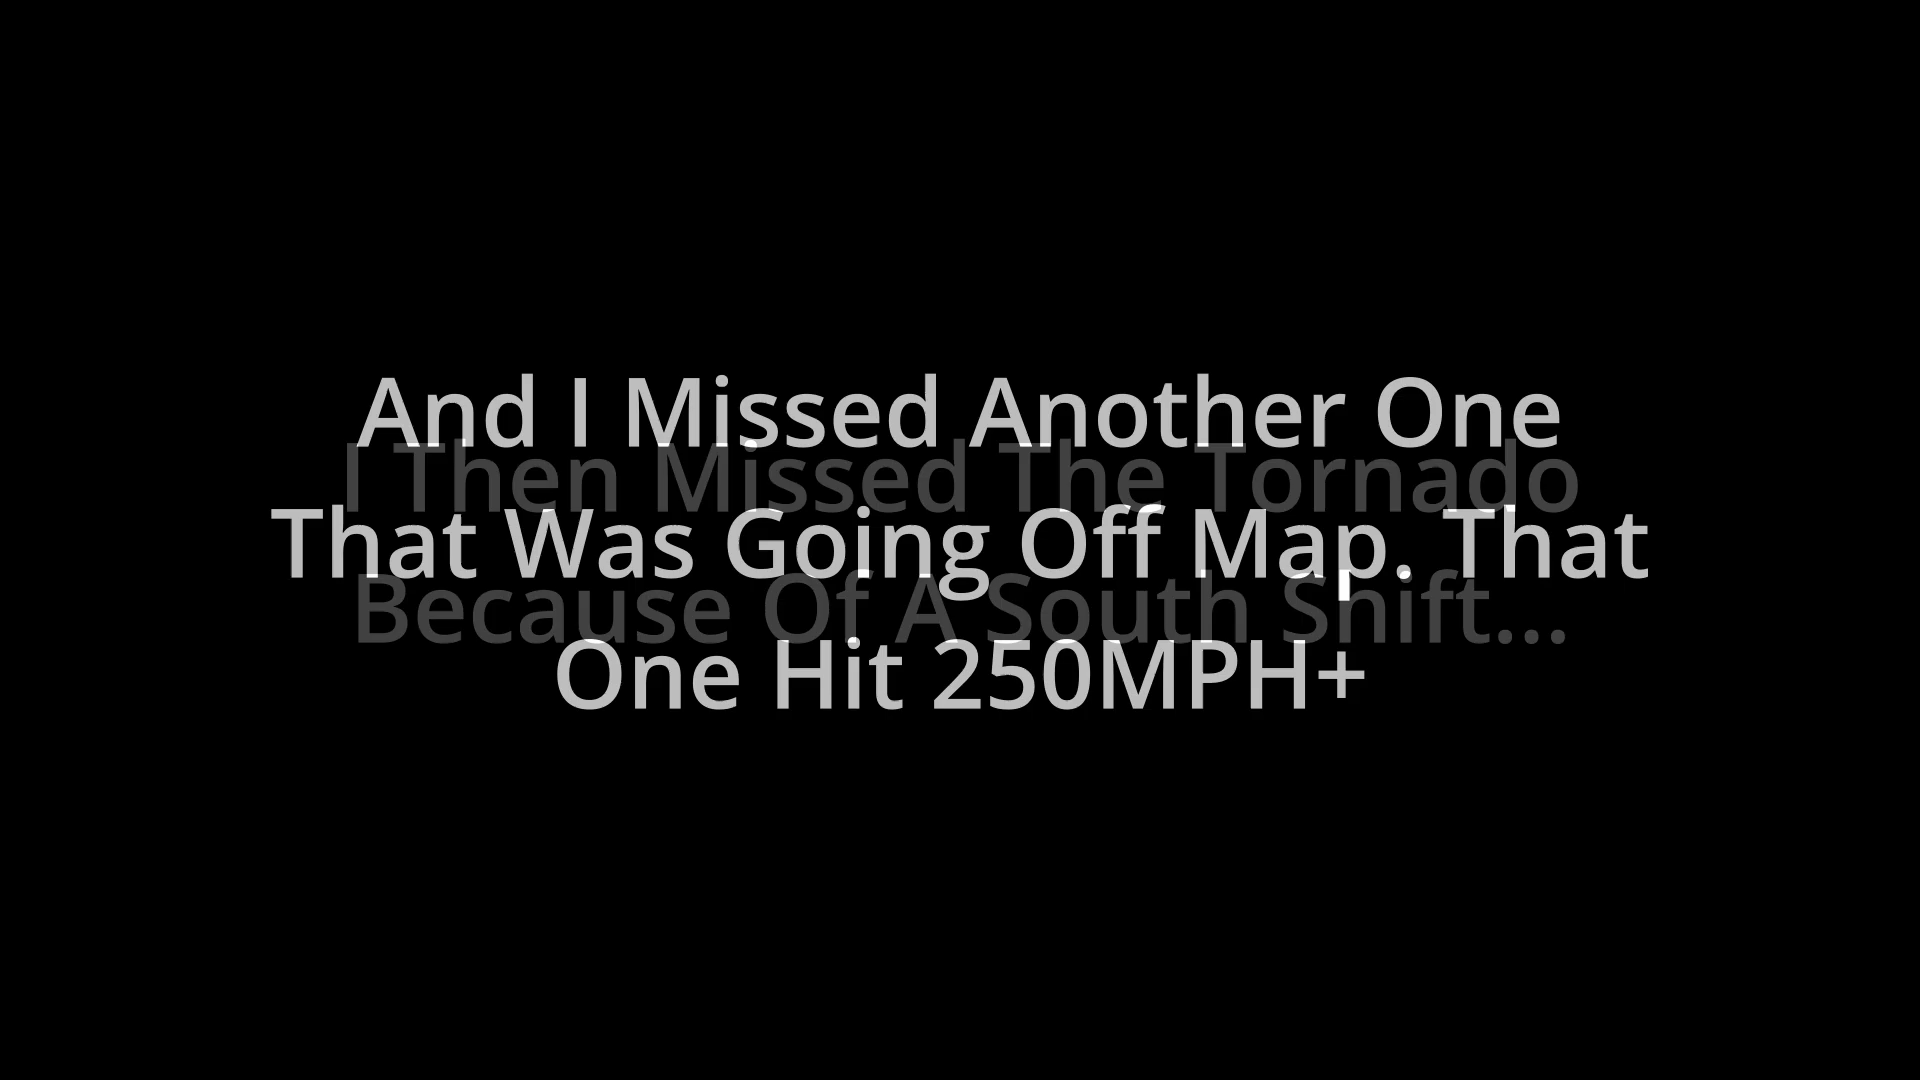 And I Missed Another One
I Then Missed The Tornado
That Was Going Off Map. That
Because Of A South Shift...
One Hit 250MPH+